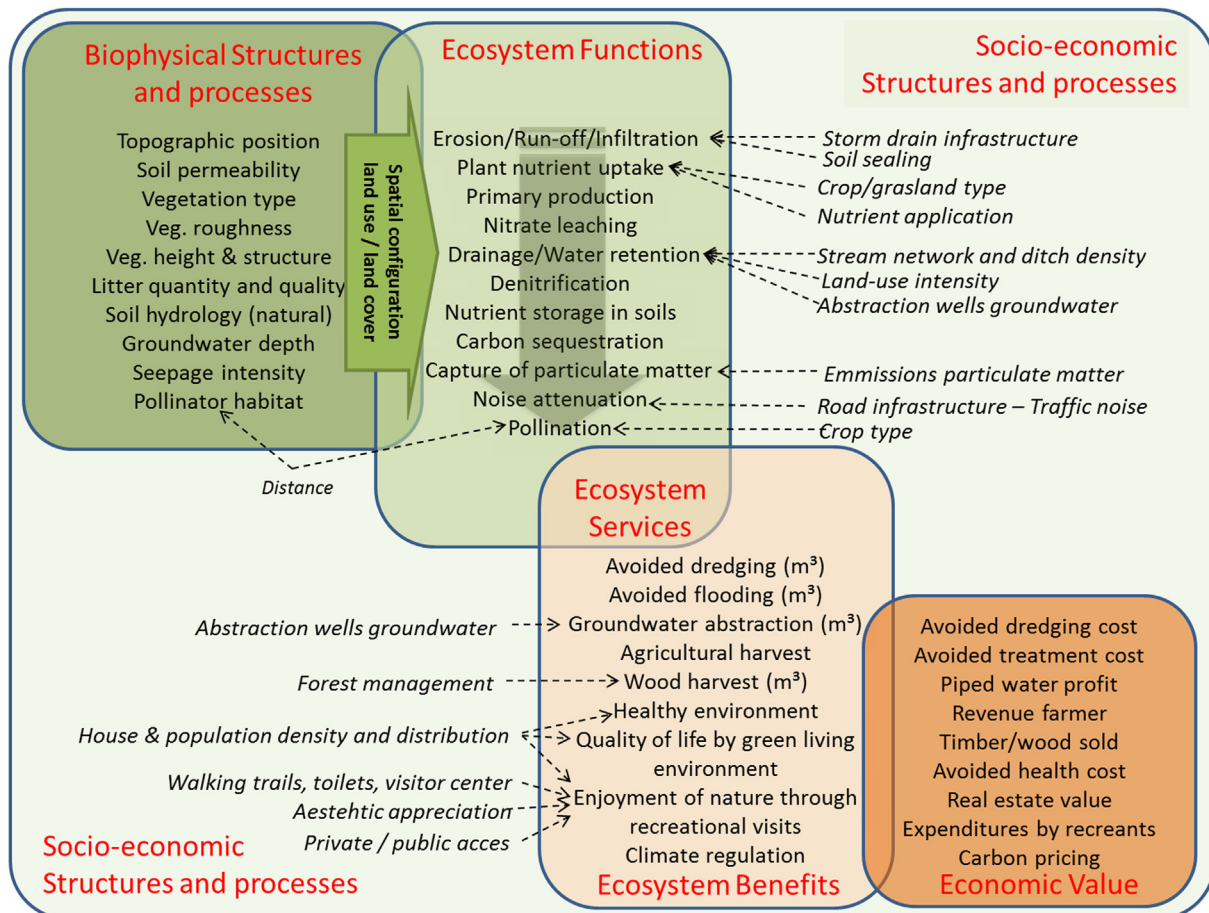 Biophysical Structures
and processes
Topographic position
Soil permeability
Vegetation type
Veg. roughness
Veg. height & structure
Litter quantity and quality
Soil hydrology (natural)
Groundwater depth
Seepage intensity
Pollinator habitat
Distance
Spatial configuration
land use / land cover
Ecosystem Functions
Erosion/Run-off/Infiltration
Plant nutrient uptake
Primary production
Nitrate leaching
Drainage/Water retention
Denitrification
Nutrient storage in soils
Carbon sequestration
Capture of particulate matter
Noise attenuation
Pollination
Socio-economic
Structures and processes
Storm drain infrastructure
Soil sealing
Crop/grasland type
Nutrient application
Stream network and ditch density
Land-use intensity
Abstraction wells groundwater
Emmissions particulate matter
Road infrastructure – Traffic noise
Crop type
Ecosystem
Services
Avoided dredging (m³)
Avoided flooding (m³)
Groundwater abstraction (m³)
Agricultural harvest
Wood harvest (m³)
Healthy environment
Quality of life by green living
environment
Enjoyment of nature through
recreational visits
Climate regulation
Ecosystem Benefits
Abstraction wells groundwater
Forest management
House & population density and distribution
Walking trails, toilets, visitor center
Aestehtic appreciation
Private / public acces
Socio-economic
Structures and processes
Avoided dredging cost
Avoided treatment cost
Piped water profit
Revenue farmer
Timber/wood sold
Avoided health cost
Real estate value
Expenditures by recreants
Carbon pricing
Economic Value